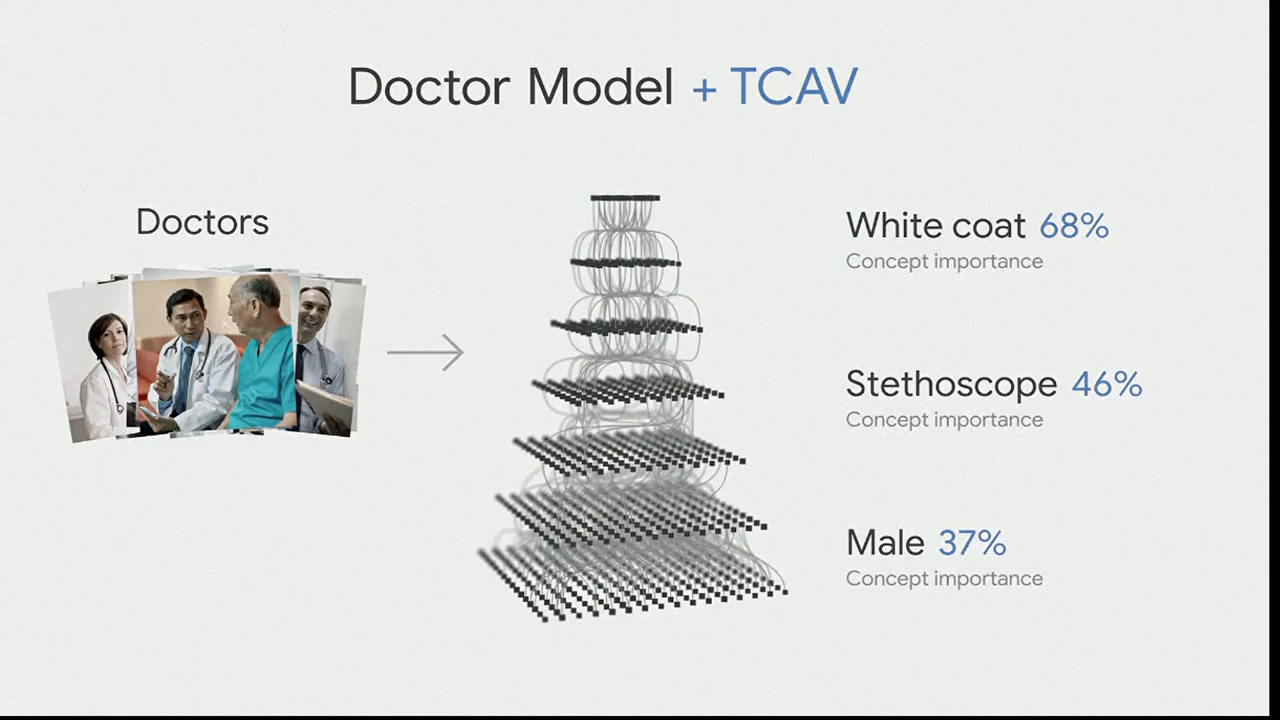 Doctor Model + TCAV
Doctors
White coat 68%
Concept importance
Stethoscope 46%
Concept importance
Male 37%
Concept importance